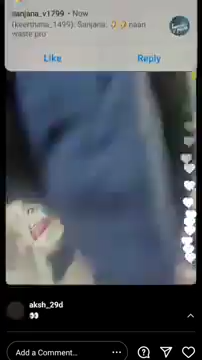 sanjana_v1799 • Now
(keerthana_1499): Sanjana: 🤣🤣naan
waste pro
Like
Reply
aksh_29d
👀
Add a Comment...